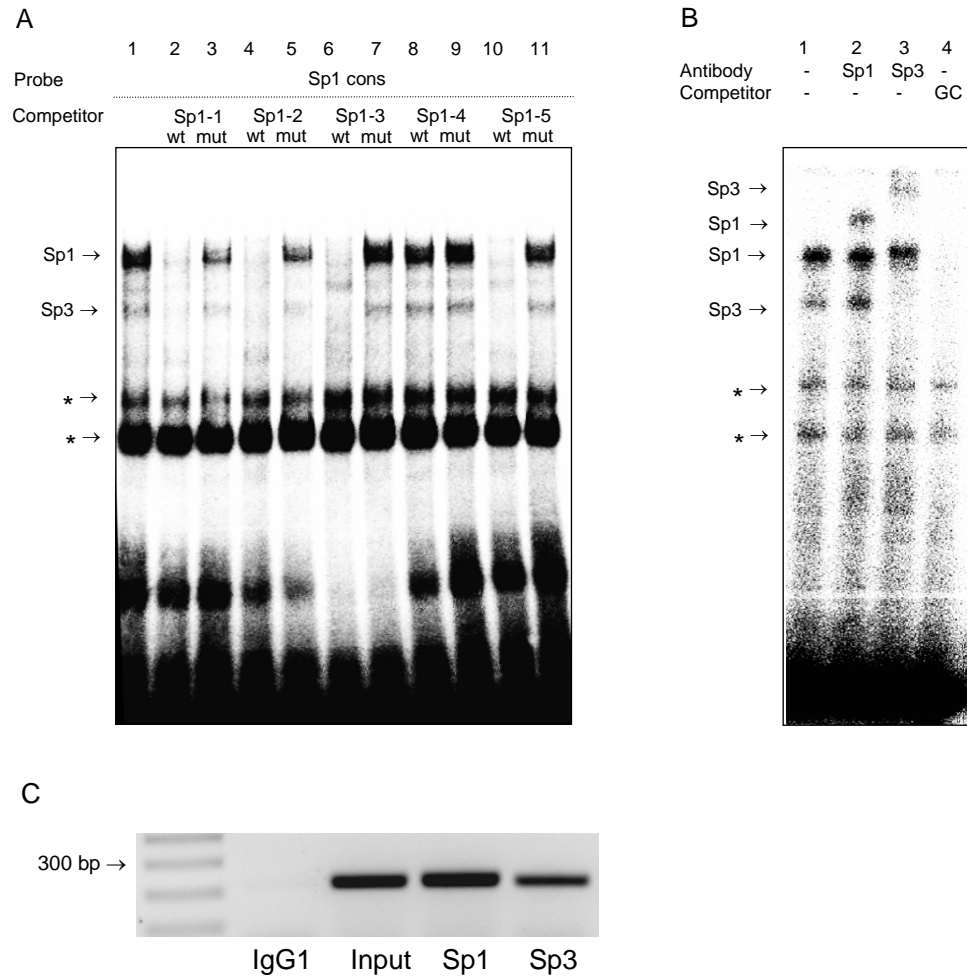 A
1 2 3 4 5 6 7 8 9 10 11
Probe Sp1 cons
Competitor Sp1-1 Sp1-2 Sp1-3 Sp1-4 Sp1-5
wt mut wt mut wt mut wt mut wt mut
Sp1 →
Sp3 →
* →
* →
B
1 2 3 4
Antibody - Sp1 Sp3 -
Competitor - - - GC
Sp3 →
Sp1 →
Sp1 →
Sp3 →
* →
* →
C
300 bp →
IgG1 Input Sp1 Sp3